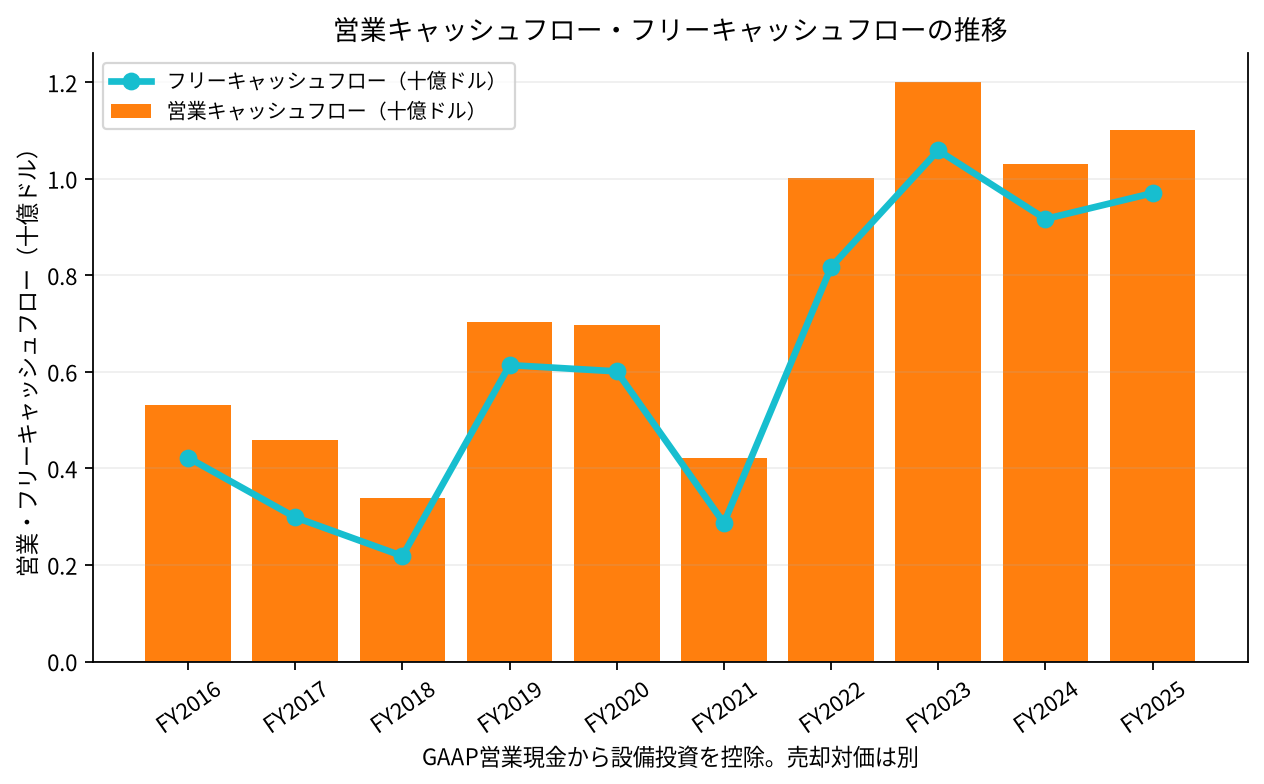 営業キャッシュフロー・フリーキャッシュフローの推移
フリーキャッシュフロー（十億ドル）
営業キャッシュフロー（十億ドル）
営業・フリーキャッシュフロー（十億ドル）
1.2
1.0
0.8
0.6
0.4
0.2
0.0
FY2016
FY2017
FY2018
FY2019
FY2020
FY2021
FY2022
FY2023
FY2024
FY2025
GAAP営業現金から設備投資を控除。売却対価は別